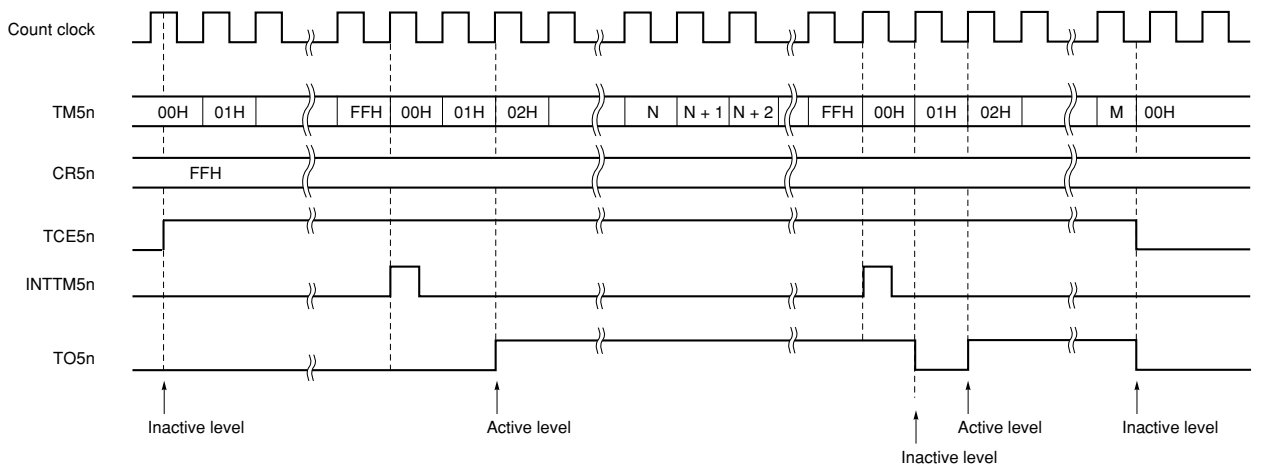 Count clock
TM5n 00H 01H FFH 00H 01H 02H N N + 1 N + 2 FFH 00H 01H 02H M 00H
CR5n FFH
TCE5n
INTTM5n
TO5n
Inactive level Active level Active level Inactive level
Inactive level